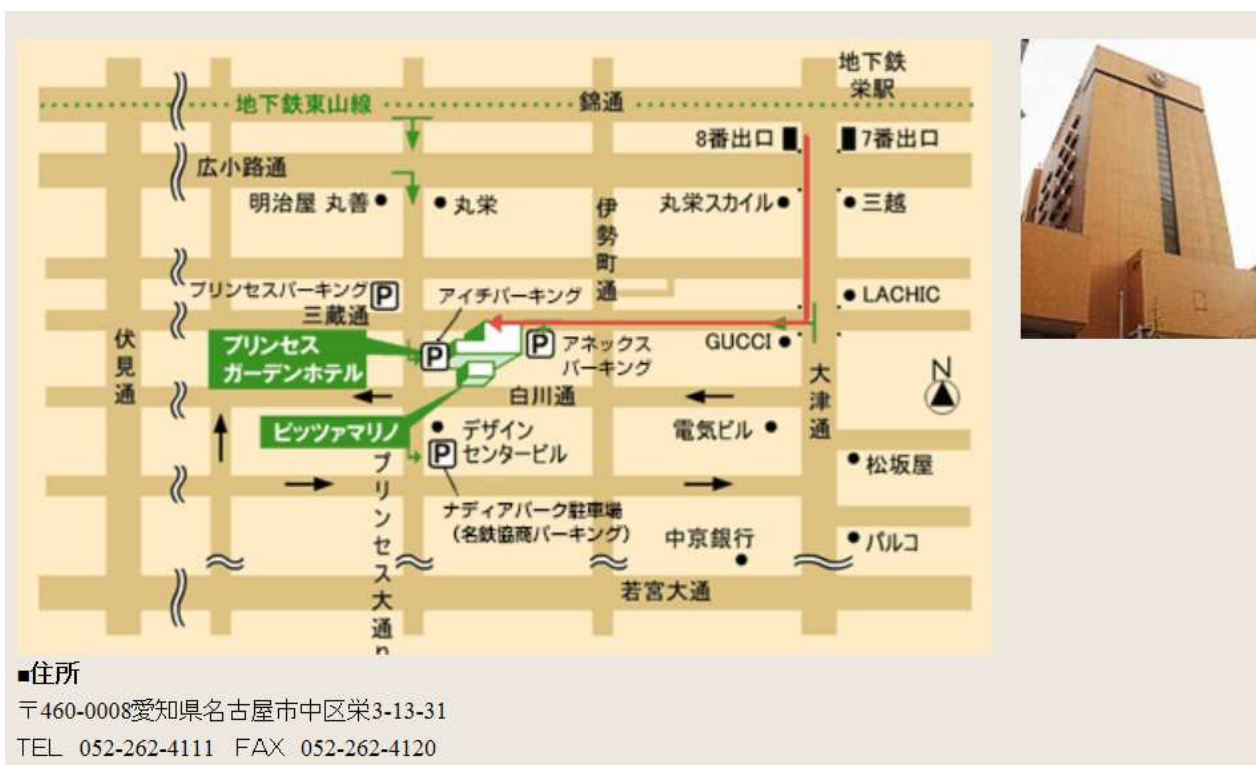 地下鉄
栄駅
地下鉄東山線
錦通
8番出口
7番出口
広小路通
明治屋 丸善
丸栄
伊勢町通
丸栄スカイル
三越
プリンセスパーキング P
アイチパーキング
LACHIC
三蔵通
伏見通
プリンセス
ガーデンホテル
P
P アネックス
パーキング
GUCCI
大津通
N
白川通
ピッツァマリノ
デザイン
センタービル
P
電気ビル
松坂屋
プリンセス大通り
ナディアパーク駐車場
(名鉄協商パーキング)
中京銀行
パルコ
若宮大通
■住所
〒460-0008愛知県名古屋市中区栄3-13-31
TEL 052-262-4111 FAX 052-262-4120